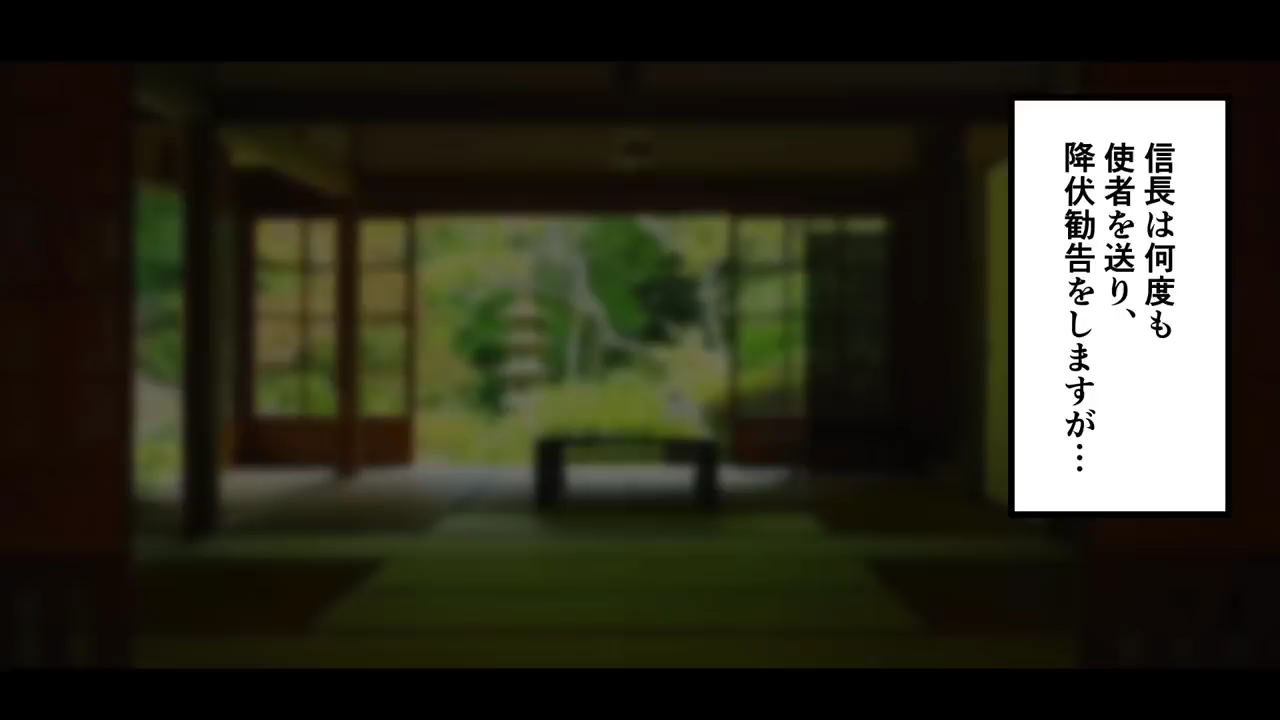 信長は何度も
使者を送り、
降伏勧告をしますが…